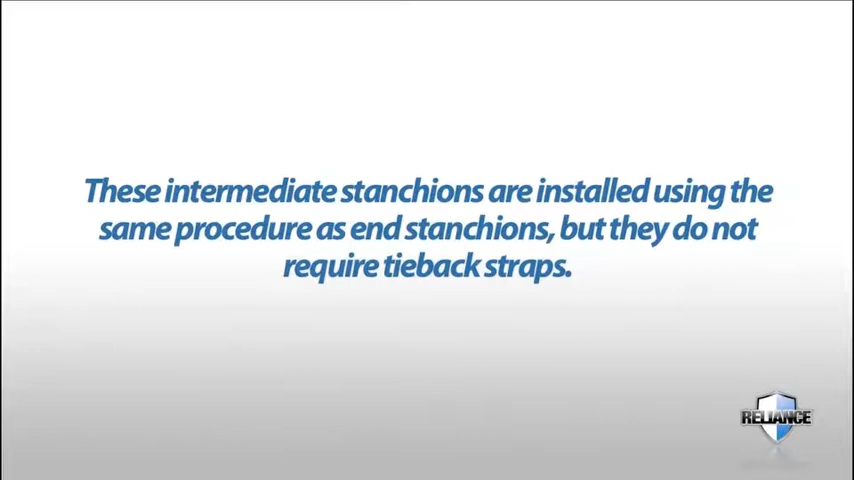 These intermediate stanchions are installed using the
same procedure as end stanchions, but they do not
require tieback straps.
RELIANCE